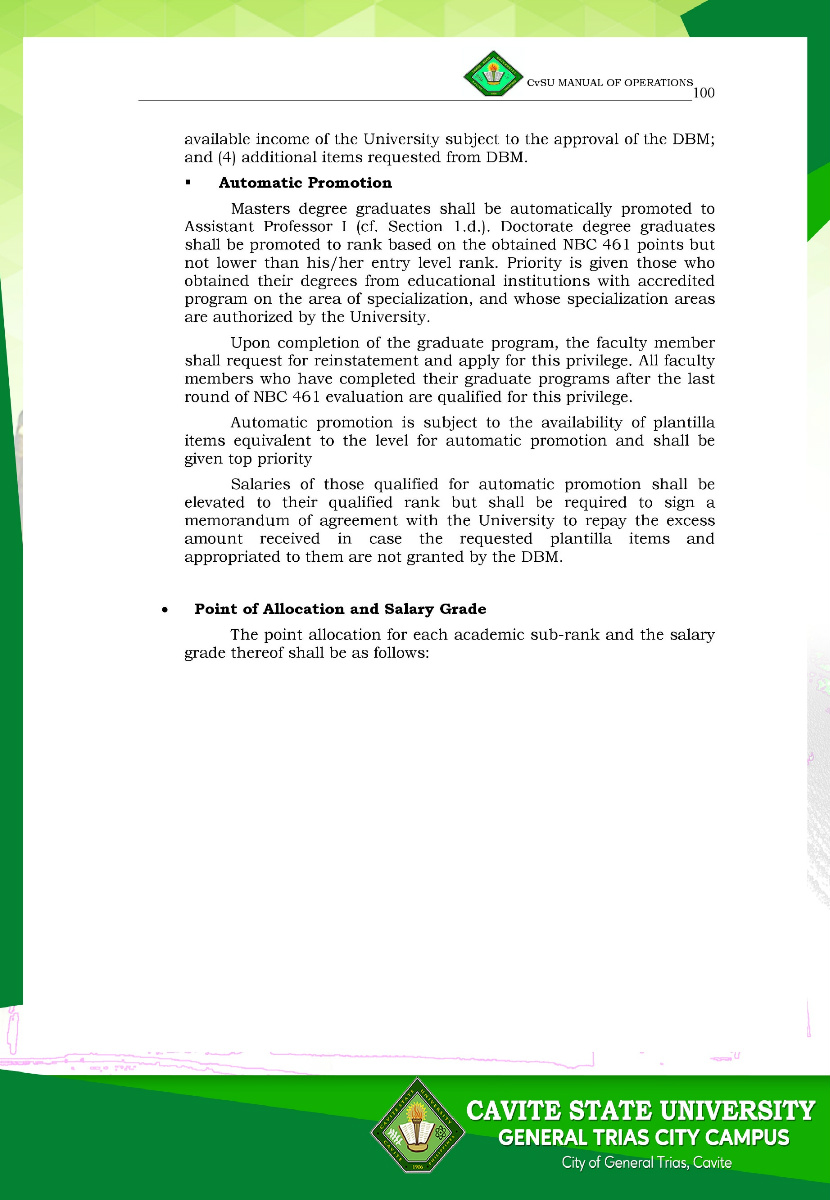 CvSU MANUAL OF OPERATIONS
100
available income of the University subject to the approval of the DBM;
and (4) additional items requested from DBM.
▪ Automatic Promotion
Masters degree graduates shall be automatically promoted to
Assistant Professor I (cf. Section 1.d.). Doctorate degree graduates
shall be promoted to rank based on the obtained NBC 461 points but
not lower than his/her entry level rank. Priority is given those who
obtained their degrees from educational institutions with accredited
program on the area of specialization, and whose specialization areas
are authorized by the University.
Upon completion of the graduate program, the faculty member
shall request for reinstatement and apply for this privilege. All faculty
members who have completed their graduate programs after the last
round of NBC 461 evaluation are qualified for this privilege.
Automatic promotion is subject to the availability of plantilla
items equivalent to the level for automatic promotion and shall be
given top priority
Salaries of those qualified for automatic promotion shall be
elevated to their qualified rank but shall be required to sign a
memorandum of agreement with the University to repay the excess
amount received in case the requested plantilla items and
appropriated to them are not granted by the DBM.
• Point of Allocation and Salary Grade
The point allocation for each academic sub-rank and the salary
grade thereof shall be as follows:
1906
CAVITE STATE UNIVERSITY
GENERAL TRIAS CITY CAMPUS
City of General Trias, Cavite